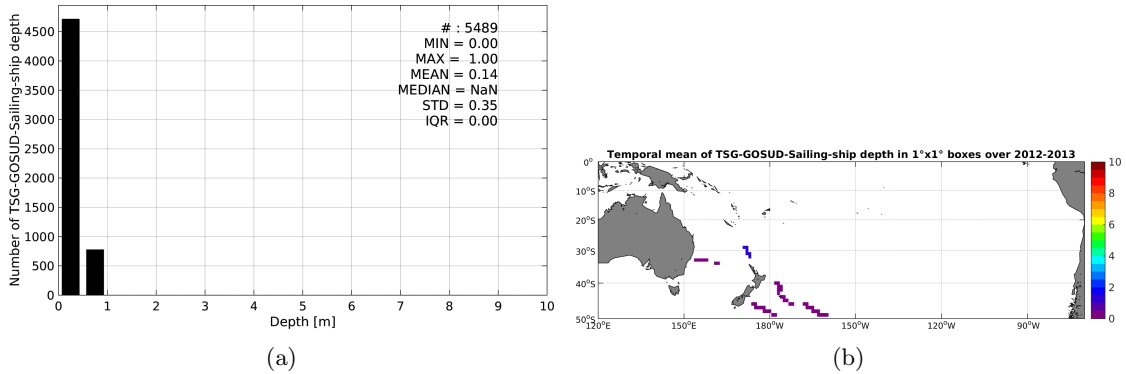 Number of TSG-GOSUD-Sailing-ship depth
4500
4000
3500
3000
2500
2000
1500
1000
500
0
# : 5489
MIN = 0.00
MAX = 1.00
MEAN = 0.14
MEDIAN = NaN
STD = 0.35
IQR = 0.00
0 1 2 3 4 5 6 7 8 9 10
Depth [m]
(a)
Temporal mean of TSG-GOSUD-Sailing-ship depth in 1°x1° boxes over 2012-2013
0°
10°S
20°S
30°S
40°S
50°S
120°E 150°E 180°W 150°W 120°W 90°W
10
8
6
4
2
0
(b)